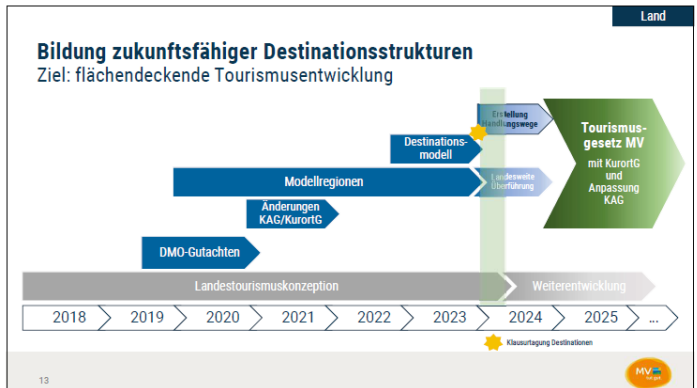 Land
Bildung zukunftsfähiger Destinationsstrukturen
Ziel: flächendeckende Tourismusentwicklung
Erstellung
Handlungswege
Tourismus-
gesetz MV
mit KurortG
und
Anpassung
KAG
Destinations-
modell
Modellregionen
Landesweite
Überführung
Änderungen
KAG/KurortG
DMO-Gutachten
Landestourismuskonzeption
Weiterentwicklung
2018 2019 2020 2021 2022 2023 2024 2025 ...
Klausurtagung Destinationen
13
MV
tut gut.